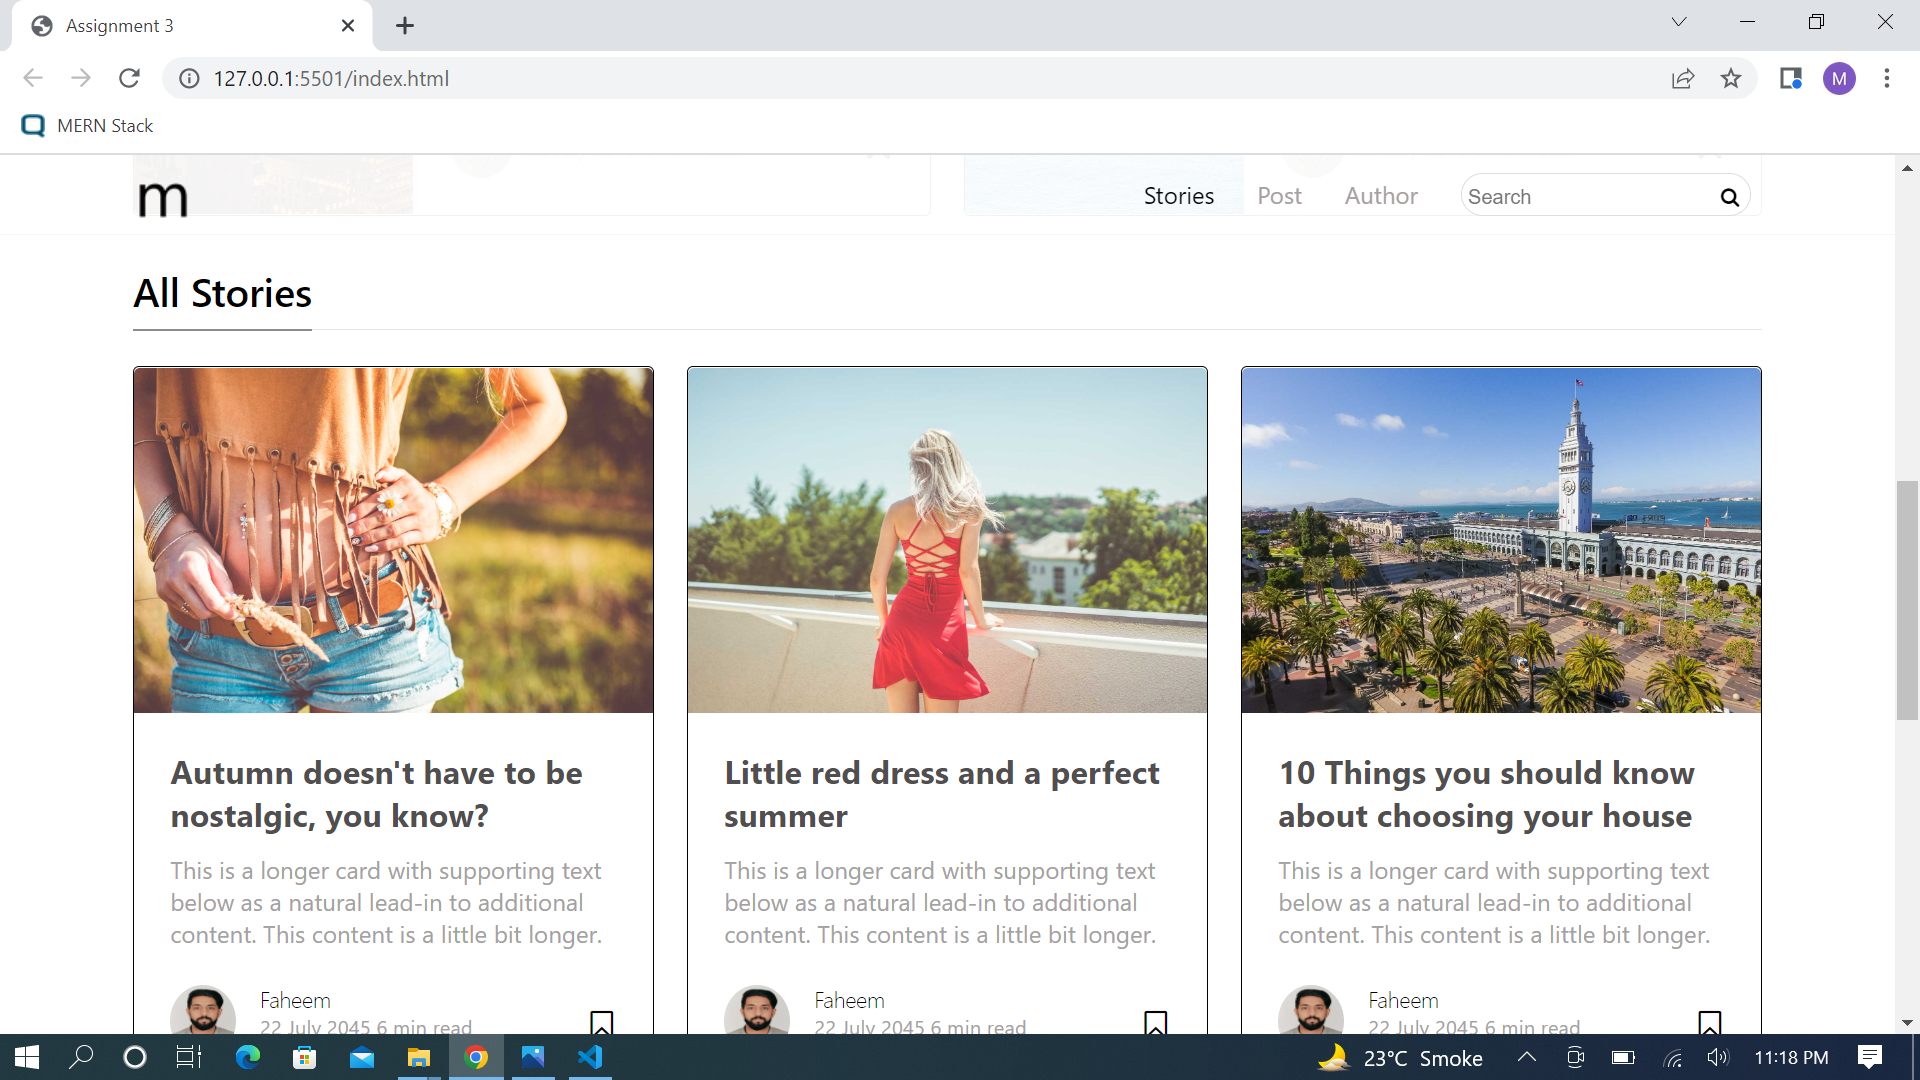 Assignment 3
127.0.0.1:5501/index.html
M
MERN Stack
m
Stories Post Author Search
All Stories
Autumn doesn't have to be
nostalgic, you know?
This is a longer card with supporting text
below as a natural lead-in to additional
content. This content is a little bit longer.
Faheem
22 July 2045 6 min read
Little red dress and a perfect
summer
This is a longer card with supporting text
below as a natural lead-in to additional
content. This content is a little bit longer.
Faheem
22 July 2045 6 min read
10 Things you should know
about choosing your house
This is a longer card with supporting text
below as a natural lead-in to additional
content. This content is a little bit longer.
Faheem
22 July 2045 6 min read
23°C Smoke
11:18 PM